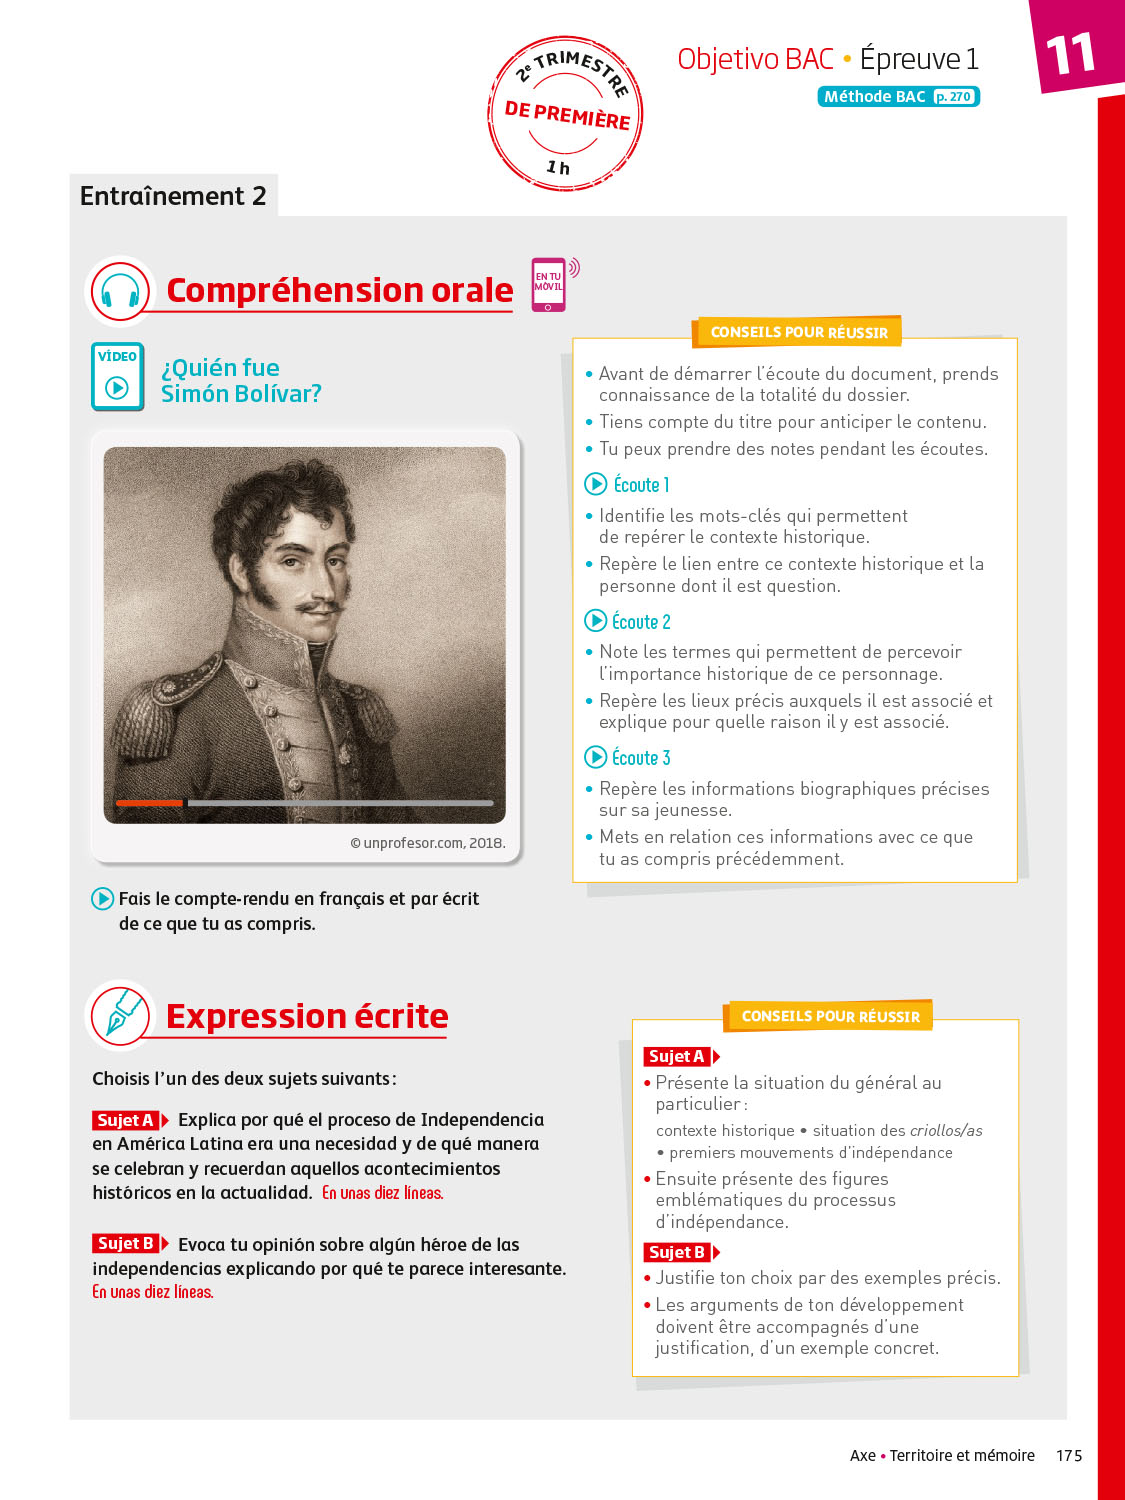 11
Objetivo BAC • Épreuve 1
Méthode BAC p. 270
2e TRIMESTRE
DE PREMIÈRE
1 h
Entraînement 2
Compréhension orale
EN TU
MÓVIL
VÍDEO
¿Quién fue
Simón Bolívar?
© unprofesor.com, 2018.
Fais le compte-rendu en français et par écrit
de ce que tu as compris.
CONSEILS POUR RÉUSSIR
• Avant de démarrer l'écoute du document, prends
connaissance de la totalité du dossier.
• Tiens compte du titre pour anticiper le contenu.
• Tu peux prendre des notes pendant les écoutes.
Écoute 1
• Identifie les mots-clés qui permettent
de repérer le contexte historique.
• Repère le lien entre ce contexte historique et la
personne dont il est question.
Écoute 2
• Note les termes qui permettent de percevoir
l'importance historique de ce personnage.
• Repère les lieux précis auxquels il est associé et
explique pour quelle raison il y est associé.
Écoute 3
• Repère les informations biographiques précises
sur sa jeunesse.
• Mets en relation ces informations avec ce que
tu as compris précédemment.
Expression écrite
Choisis l'un des deux sujets suivants :
Sujet A Explica por qué el proceso de Independencia
en América Latina era una necesidad y de qué manera
se celebran y recuerdan aquellos acontecimientos
históricos en la actualidad. En unas diez líneas.
Sujet B Evoca tu opinión sobre algún héroe de las
independencias explicando por qué te parece interesante.
En unas diez líneas.
CONSEILS POUR RÉUSSIR
Sujet A
• Présente la situation du général au
particulier :
contexte historique • situation des criollos/as
• premiers mouvements d'indépendance
• Ensuite présente des figures
emblématiques du processus
d'indépendance.
Sujet B
• Justifie ton choix par des exemples précis.
• Les arguments de ton développement
doivent être accompagnés d'une
justification, d'un exemple concret.
Axe • Territoire et mémoire 175